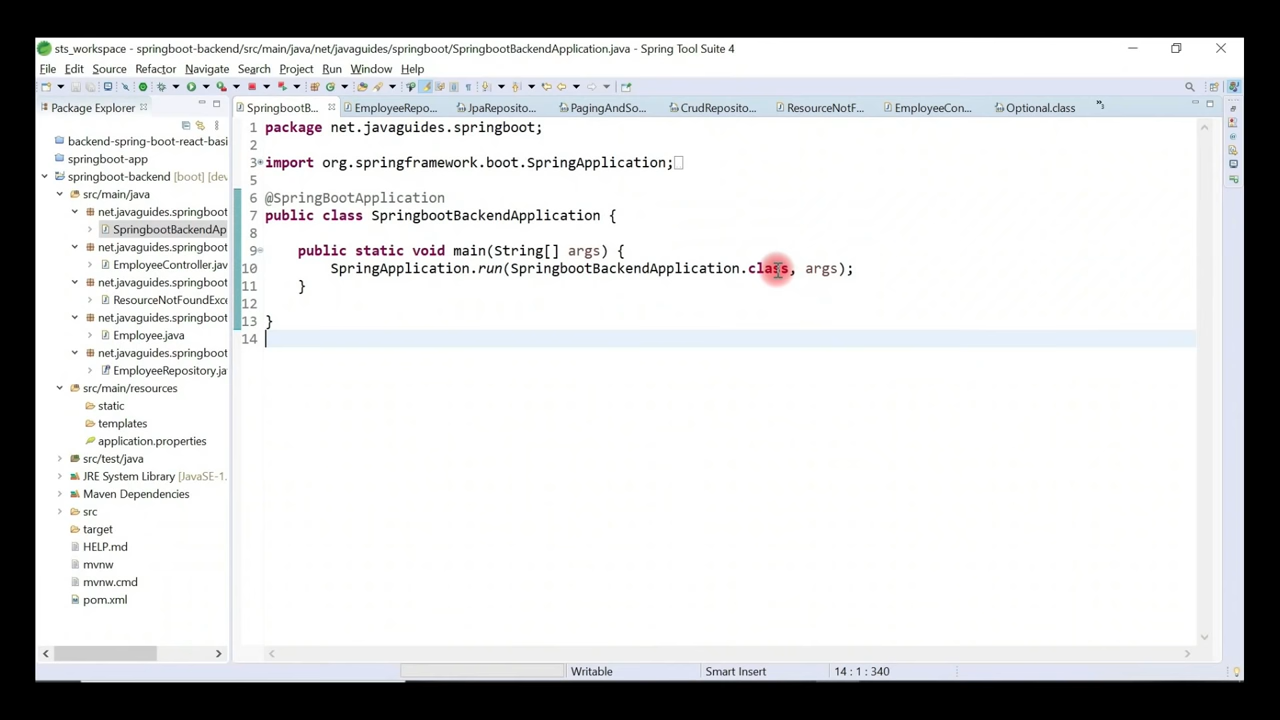 sts_workspace - springboot-backend/src/main/java/net/javaguides/springboot/SpringbootBackendApplication.java - Spring Tool Suite 4
File Edit Source Refactor Navigate Search Project Run Window Help
Package Explorer
SpringbootB...
EmployeeRepo...
JpaReposito...
PagingAndSo...
CrudReposito...
ResourceNotF...
EmployeeCon...
Optional.class
backend-spring-boot-react-basi
springboot-app
springboot-backend [boot] [dev
src/main/java
net.javaguides.springboot
SpringbootBackendAp
net.javaguides.springboot
EmployeeController.jav
net.javaguides.springboot
ResourceNotFoundExce
net.javaguides.springboot
Employee.java
net.javaguides.springboot
EmployeeRepository.ja
src/main/resources
static
templates
application.properties
src/test/java
JRE System Library [JavaSE-1.
Maven Dependencies
src
target
HELP.md
mvnw
mvnw.cmd
pom.xml
1 package net.javaguides.springboot;
2
3 import org.springframework.boot.SpringApplication;
5
6 @SpringBootApplication
7 public class SpringbootBackendApplication {
8
9 public static void main(String[] args) {
10 SpringApplication.run(SpringbootBackendApplication.class, args);
11 }
12
13 }
14
Writable
Smart Insert
14 : 1 : 340